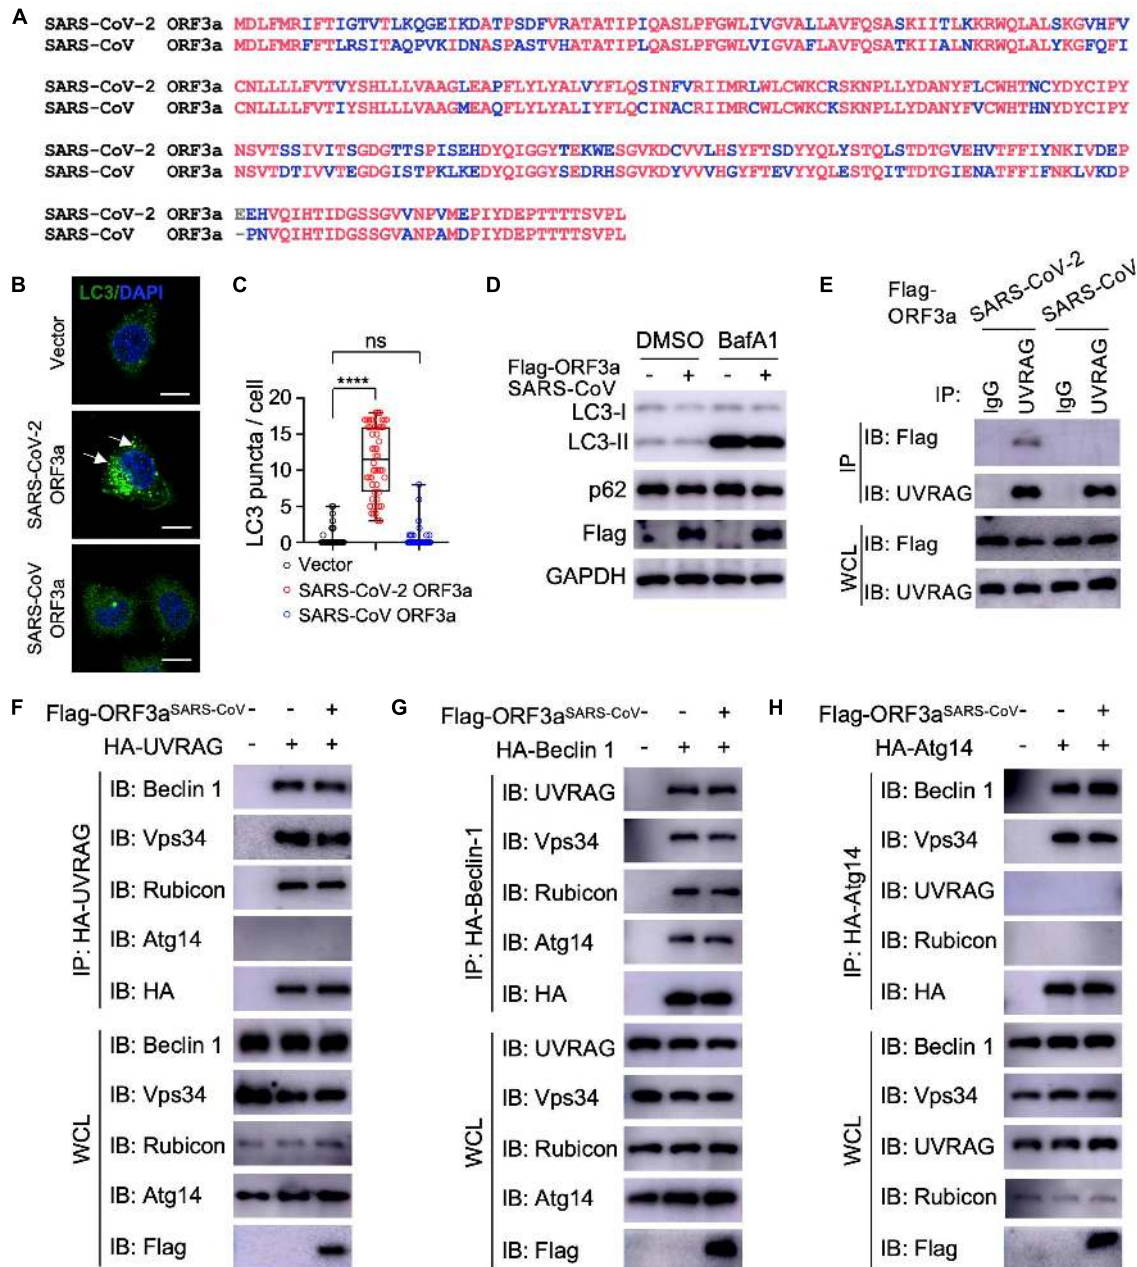 A
SARS-CoV-2 ORF3a MDLFMRIFTIGTVTLKQGEIKDATPSDFVRATATIPIQASLPFGWLIVGVALLAVFQSASKIITLKKRWQLALSKGVHFV
SARS-CoV ORF3a MDLFMRFFTLRSITAQPVKIDNASPASTVHATATIPLQASLPFGWLVIGVAFLAVFQSATKIIALNKRWQLALYKGFQFI
SARS-CoV-2 ORF3a CNLLLLFVTVYSHLLLVAAGLEAPFLYLYALVYFLQSINFVRIIMRLWLCWKCRSKNPLLYDANYFLCWHTNCYDYCIPY
SARS-CoV ORF3a CNLLLLFVTIYSHLLLVAAGMEAQFLYLYALIYFLQCINACRIIMRCWLCWKCKSKNPLLYDANYFVCWHTHNYDYCIPY
SARS-CoV-2 ORF3a NSVTSSIVITSGDGTTSPISEHDYQIGGYTEKWESGVKDCVVLHSYFTSDYYQLYSTQLSTDTGVEHVTFFIYNKIVDEP
SARS-CoV ORF3a NSVTDTIVVTEGDGISTPKLKEDYQIGGYSEDRHSGVKDYVVVHGYFTEVYYQLESTQITTDTGIENATFFIFNKLVKDP
SARS-CoV-2 ORF3a EEHVQIHTIDGSSGVVNPVMEPIYDEPTTTTSVPL
SARS-CoV ORF3a -PNVQIHTIDGSSGVANPAMDPIYDEPTTTTSVPL
B
LC3/DAPI
Vector
SARS-CoV-2
ORF3a
SARS-CoV
ORF3a
C
ns
****
LC3 puncta / cell
20
15
10
5
0
Vector
SARS-CoV-2 ORF3a
SARS-CoV ORF3a
D
DMSO BafA1
Flag-ORF3a
SARS-CoV - + - +
LC3-I
LC3-II
p62
Flag
GAPDH
E
Flag-
ORF3a
SARS-CoV-2 SARS-CoV
IP: IgG UVRAG IgG UVRAG
IP
IB: Flag
IB: UVRAG
WCL
IB: Flag
IB: UVRAG
F
Flag-ORF3aSARS-CoV - - +
HA-UVRAG - + +
IP: HA-UVRAG
IB: Beclin 1
IB: Vps34
IB: Rubicon
IB: Atg14
IB: HA
WCL
IB: Beclin 1
IB: Vps34
IB: Rubicon
IB: Atg14
IB: Flag
G
Flag-ORF3aSARS-CoV - - +
HA-Beclin 1 - + +
IP: HA-Beclin-1
IB: UVRAG
IB: Vps34
IB: Rubicon
IB: Atg14
IB: HA
WCL
IB: UVRAG
IB: Vps34
IB: Rubicon
IB: Atg14
IB: Flag
H
Flag-ORF3aSARS-CoV - - +
HA-Atg14 - + +
IP: HA-Atg14
IB: Beclin 1
IB: Vps34
IB: UVRAG
IB: Rubicon
IB: HA
WCL
IB: Beclin 1
IB: Vps34
IB: UVRAG
IB: Rubicon
IB: Flag